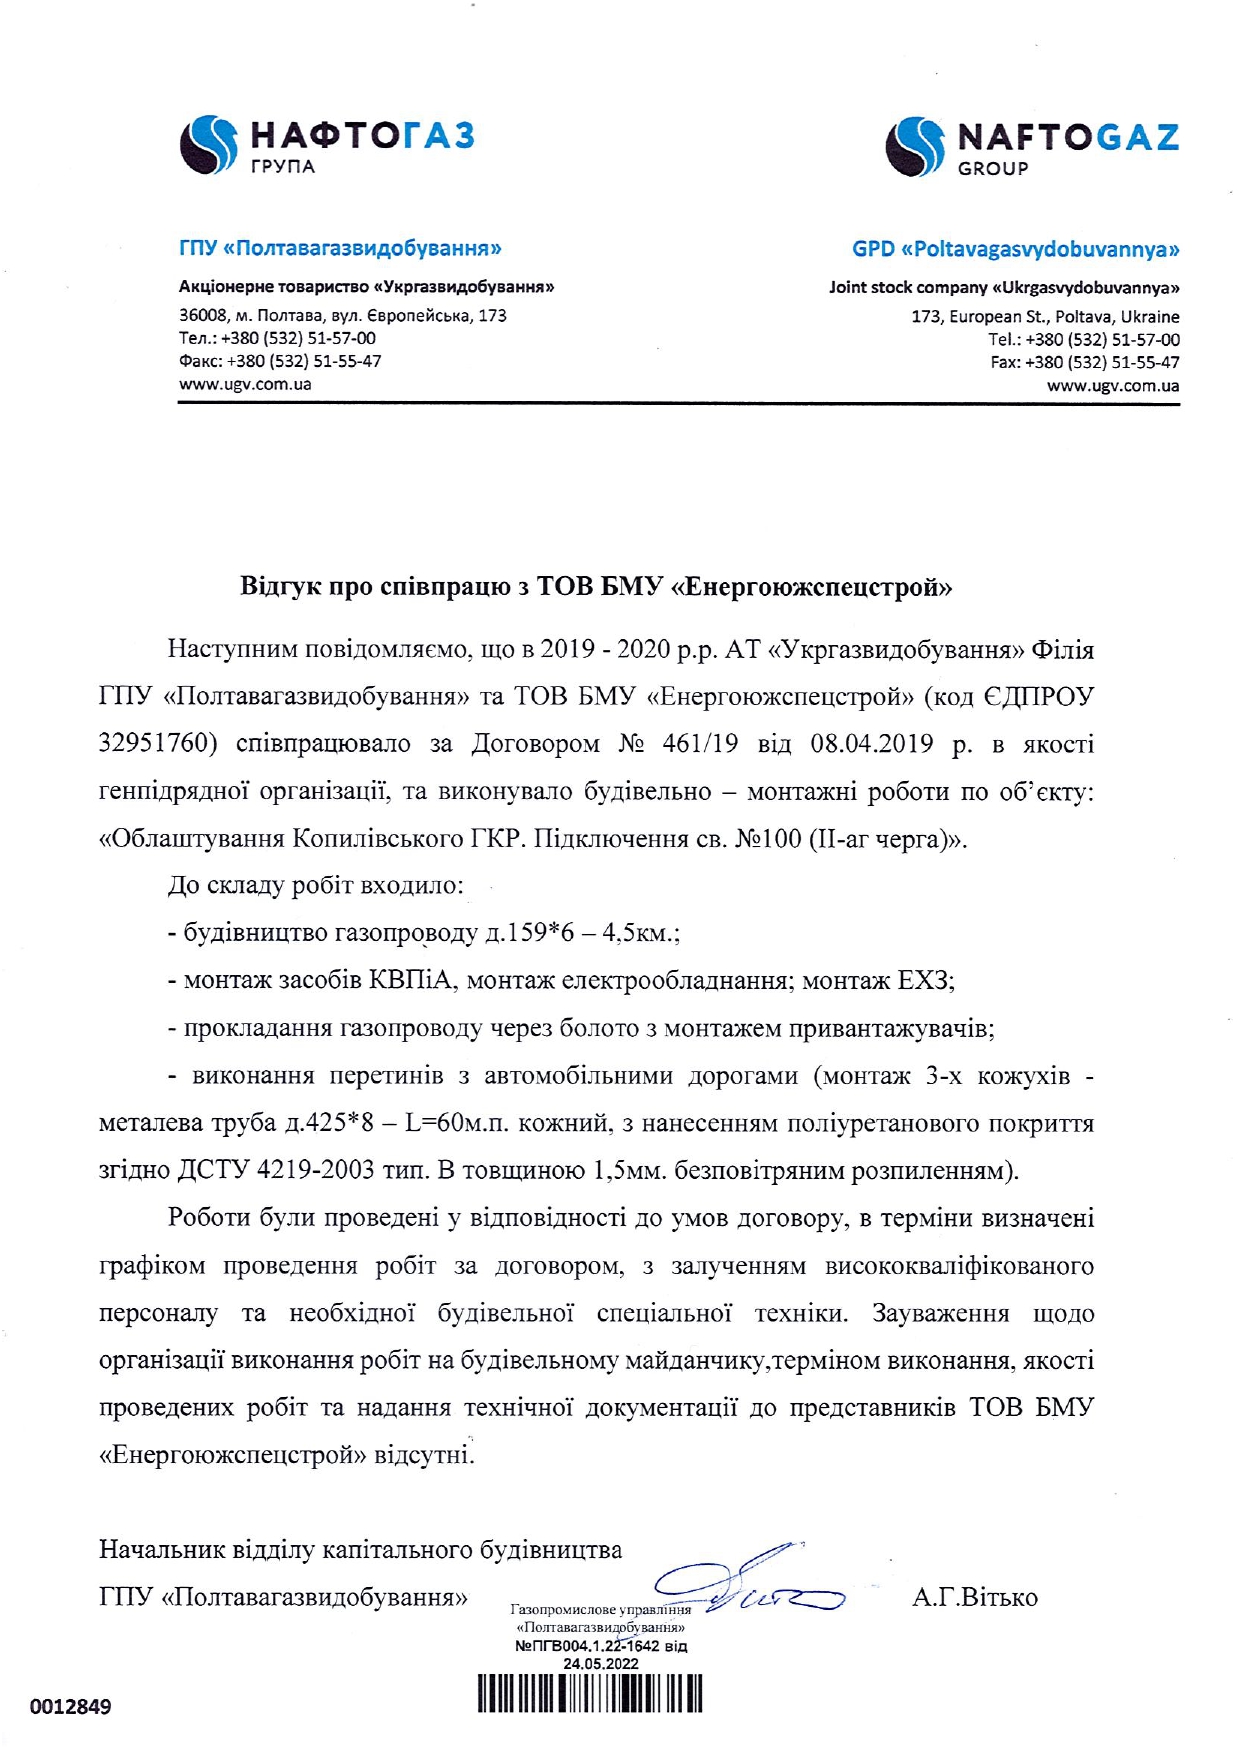 НАФТОГАЗ
ГРУПА
NAFTOGAZ
GROUP
ГПУ «Полтавагазвидобування»
Акціонерне товариство «Укргазвидобування»
36008, м. Полтава, вул. Європейська, 173
Тел.: +380 (532) 51-57-00
Факс: +380 (532) 51-55-47
www.ugv.com.ua
GPD «Poltavagasvydobuvannya»
Joint stock company «Ukrgasvydobuvannya»
173, European St., Poltava, Ukraine
Tel.: +380 (532) 51-57-00
Fax: +380 (532) 51-55-47
www.ugv.com.ua
Відгук про співпрацю з ТОВ БМУ «Енергоюжспецстрой»
Наступним повідомляємо, що в 2019 - 2020 р.р. АТ «Укргазвидобування» Філія
ГПУ «Полтавагазвидобування» та ТОВ БМУ «Енергоюжспецстрой» (код ЄДПРОУ
32951760) співпрацювало за Договором № 461/19 від 08.04.2019 р. в якості
генпідрядної організації, та виконувало будівельно – монтажні роботи по об’єкту:
«Облаштування Копилівського ГКР. Підключення св. №100 (ІІ-аг черга)».
До складу робіт входило:
- будівництво газопроводу д.159*6 – 4,5км.;
- монтаж засобів КВПіА, монтаж електрообладнання; монтаж ЕХЗ;
- прокладання газопроводу через болото з монтажем привантажувачів;
- виконання перетинів з автомобільними дорогами (монтаж 3-х кожухів -
металева труба д.425*8 – L=60м.п. кожний, з нанесенням поліуретанового покриття
згідно ДСТУ 4219-2003 тип. В товщиною 1,5мм. безповітряним розпиленням).
Роботи були проведені у відповідності до умов договору, в терміни визначені
графіком проведення робіт за договором, з залученням висококваліфікованого
персоналу та необхідної будівельної спеціальної техніки. Зауваження щодо
організації виконання робіт на будівельному майданчику,терміном виконання, якості
проведених робіт та надання технічної документації до представників ТОВ БМУ
«Енергоюжспецстрой» відсутні.
Начальник відділу капітального будівництва
ГПУ «Полтавагазвидобування» А.Г.Вітько
Газопромислове управління
«Полтавагазвидобування»
№ПГВ004.1.22-1642 від
24.05.2022
0012849